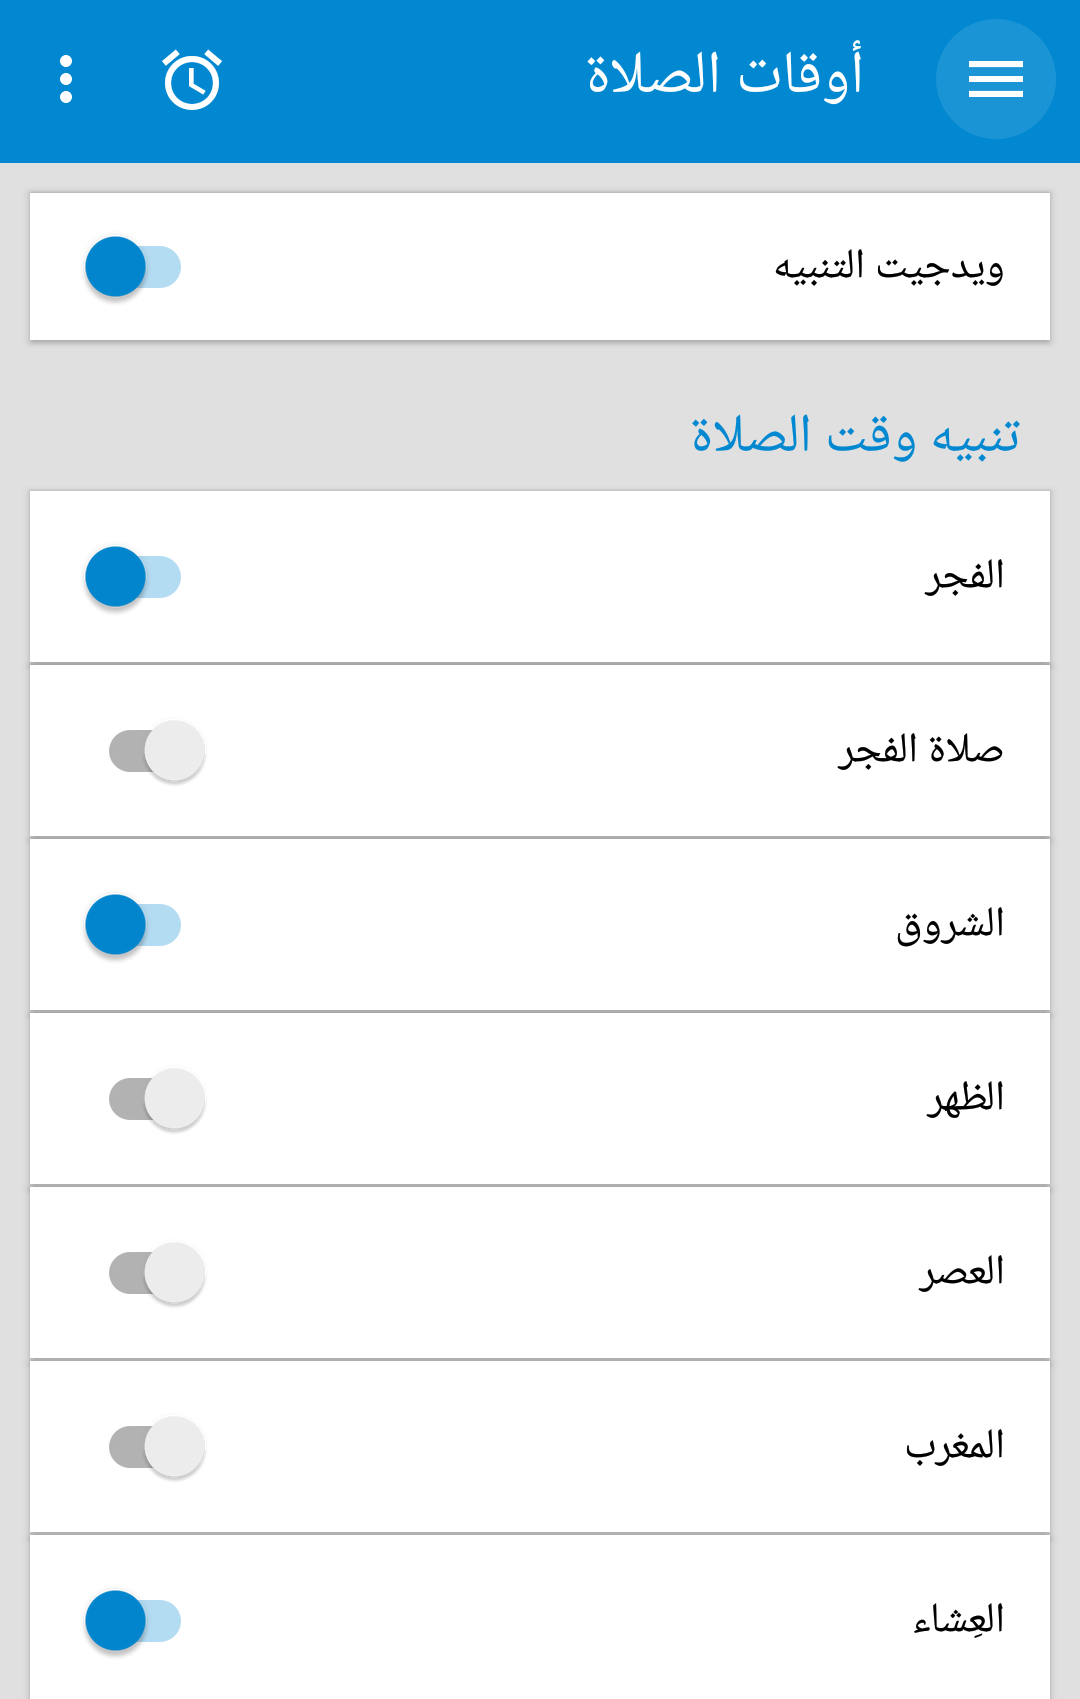 أوقات الصلاة
ويدجيت التنبيه
تنبيه وقت الصلاة
الفجر
صلاة الفجر
الشروق
الظهر
العصر
المغرب
العِشاء